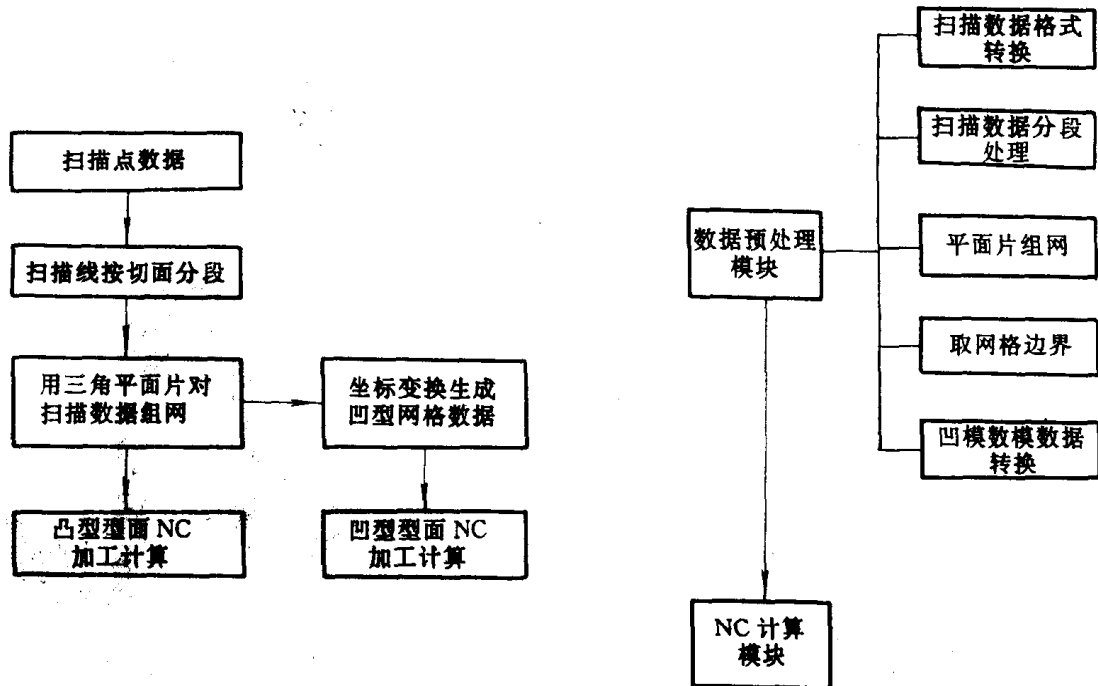 扫描点数据
扫描线按切面分段
用三角平面片对
扫描数据组网
坐标变换生成
凹型网格数据
凸型型面 NC
加工计算
凹型型面 NC
加工计算
扫描数据格式
转换
扫描数据分段
处理
数据预处理
模块
平面片组网
取网格边界
凹模数模数据
转换
NC 计算
模块